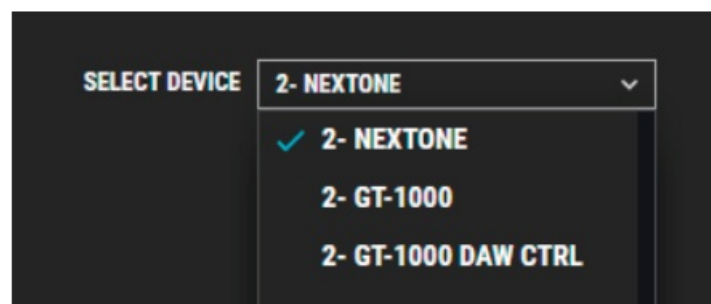 SELECT DEVICE 2- NEXTONE
2- NEXTONE
2- GT-1000
2- GT-1000 DAW CTRL